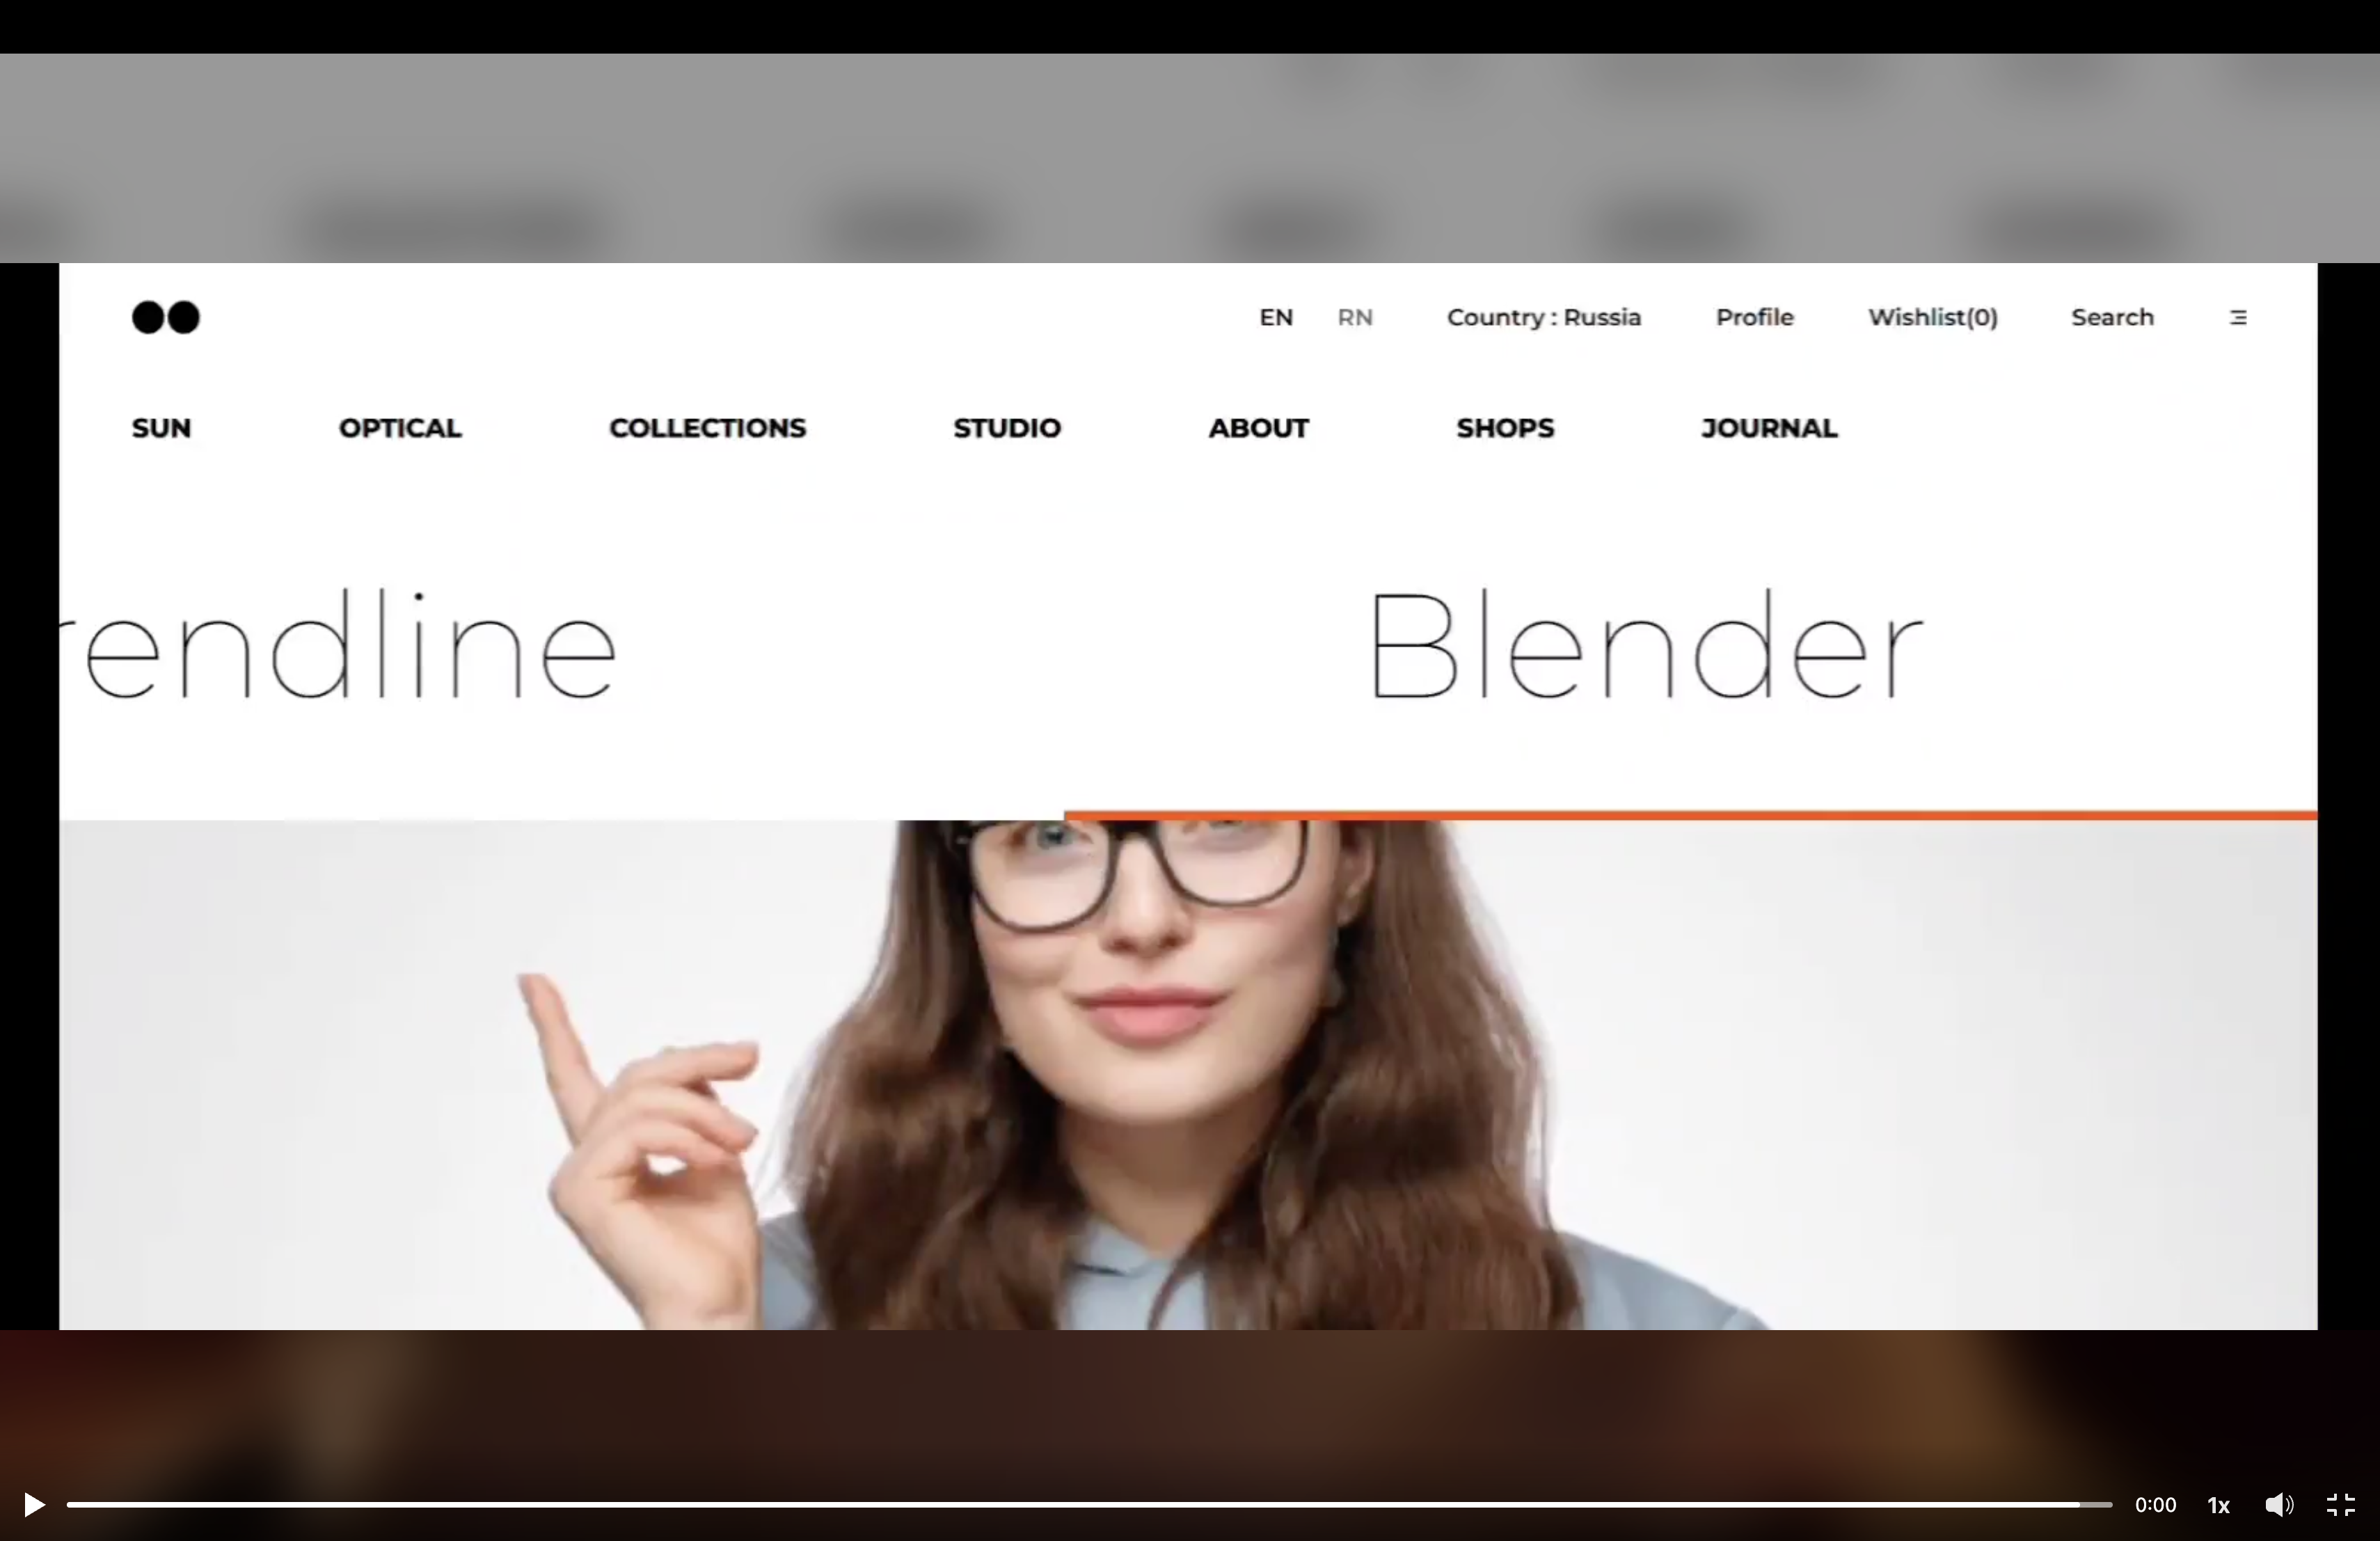 EN RN Country : Russia Profile Wishlist(0) Search
SUN OPTICAL COLLECTIONS STUDIO ABOUT SHOPS JOURNAL
rendline Blender
0:00 1x